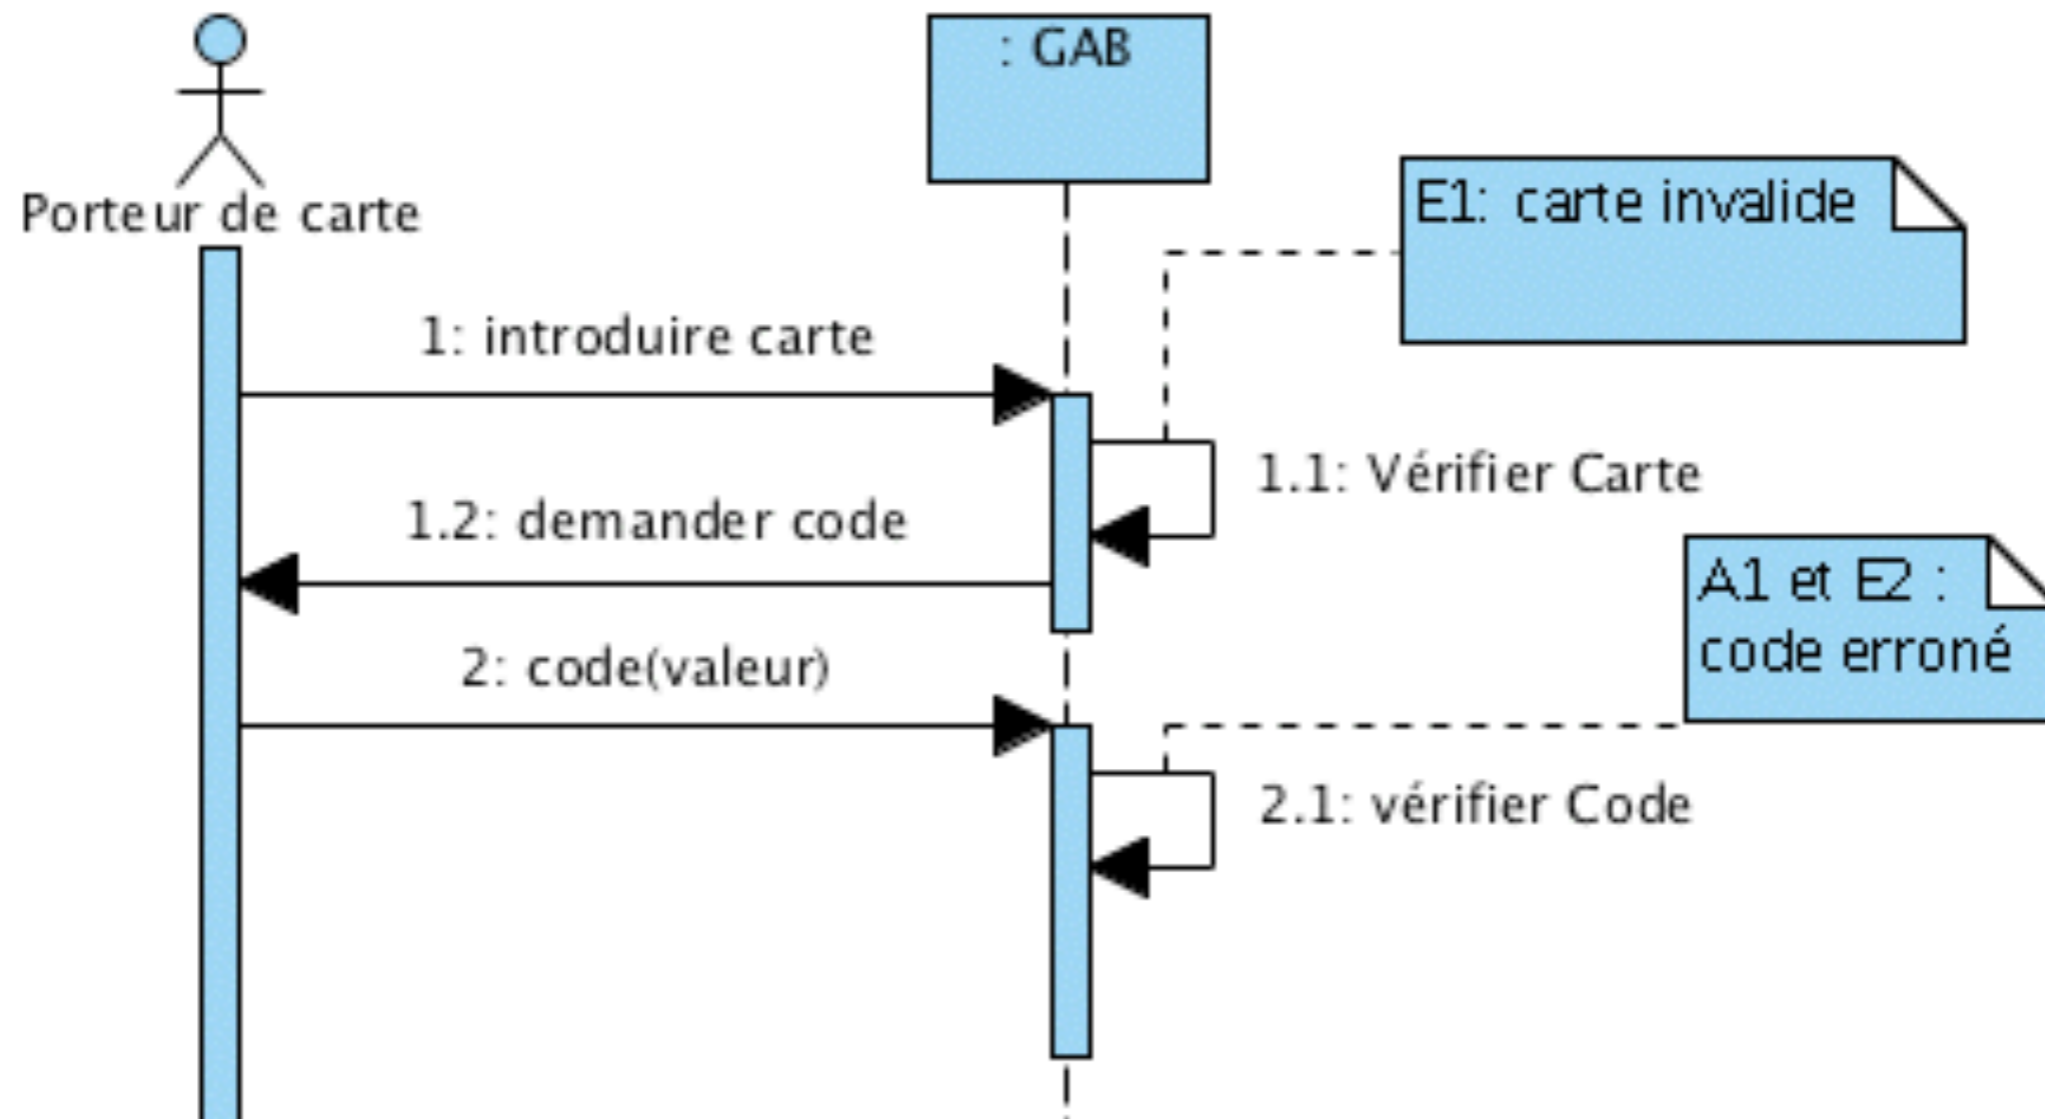 : GAB
Porteur de carte
E1: carte invalide
1: introduire carte
1.1: Vérifier Carte
1.2: demander code
A1 et E2 :
code erroné
2: code(valeur)
2.1: vérifier Code